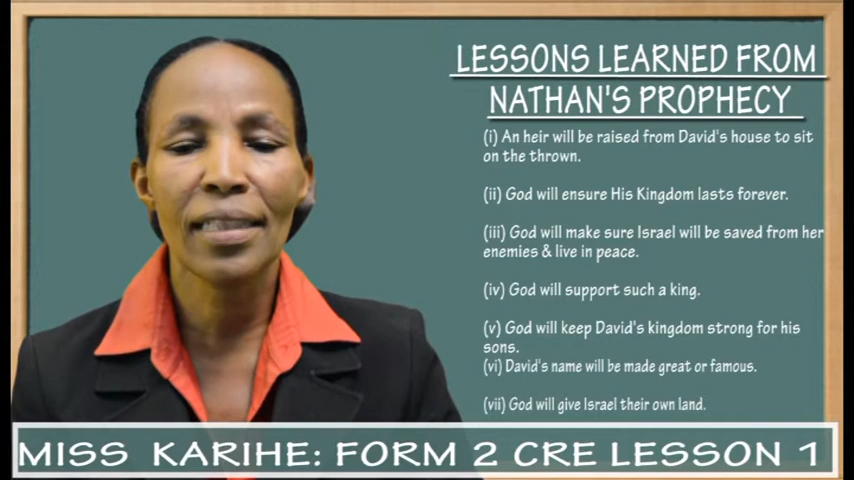 LESSONS LEARNED FROM
NATHAN'S PROPHECY
(i) An heir will be raised from David's house to sit
on the thrown.
(ii) God will ensure His Kingdom lasts forever.
(iii) God will make sure Israel will be saved from her
enemies & live in peace.
(iv) God will support such a king.
(v) God will keep David's kingdom strong for his
sons.
(vi) David's name will be made great or famous.
(vii) God will give Israel their own land.
MISS KARIHE: FORM 2 CRE LESSON 1